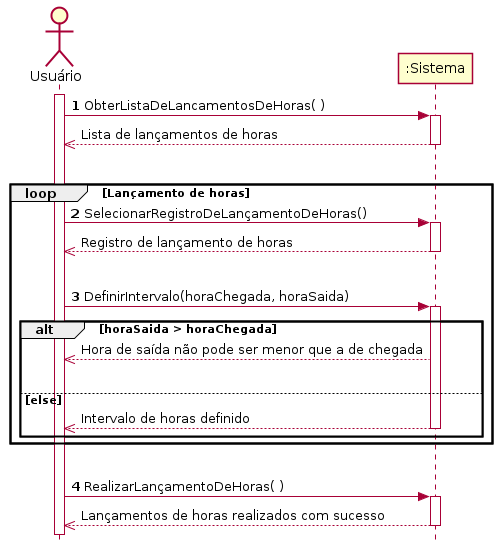 Usuário
:Sistema
1 ObterListaDeLancamentosDeHoras( )
Lista de lançamentos de horas
loop [Lançamento de horas]
2 SelecionarRegistroDeLançamentoDeHoras()
Registro de lançamento de horas
3 DefinirIntervalo(horaChegada, horaSaida)
alt [horaSaida > horaChegada]
Hora de saída não pode ser menor que a de chegada
[else]
Intervalo de horas definido
4 RealizarLançamentoDeHoras( )
Lançamentos de horas realizados com sucesso